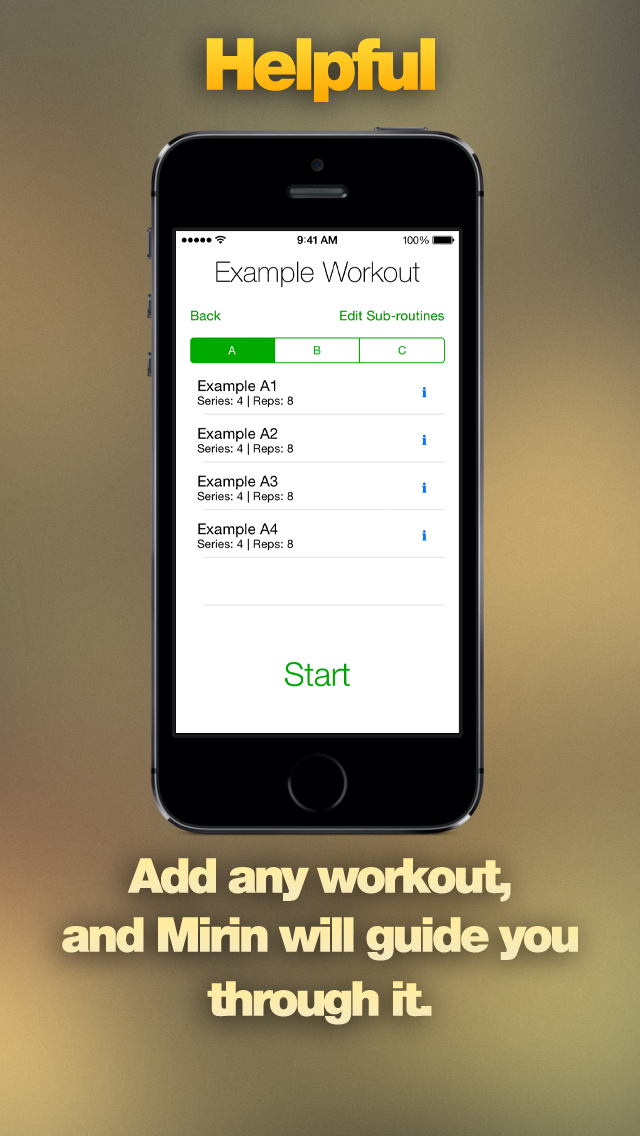 Helpful
9:41 AM 100%
Example Workout
Back Edit Sub-routines
A B C
Example A1
Series: 4 | Reps: 8
Example A2
Series: 4 | Reps: 8
Example A3
Series: 4 | Reps: 8
Example A4
Series: 4 | Reps: 8
Start
Add any workout,
and Mirin will guide you
through it.